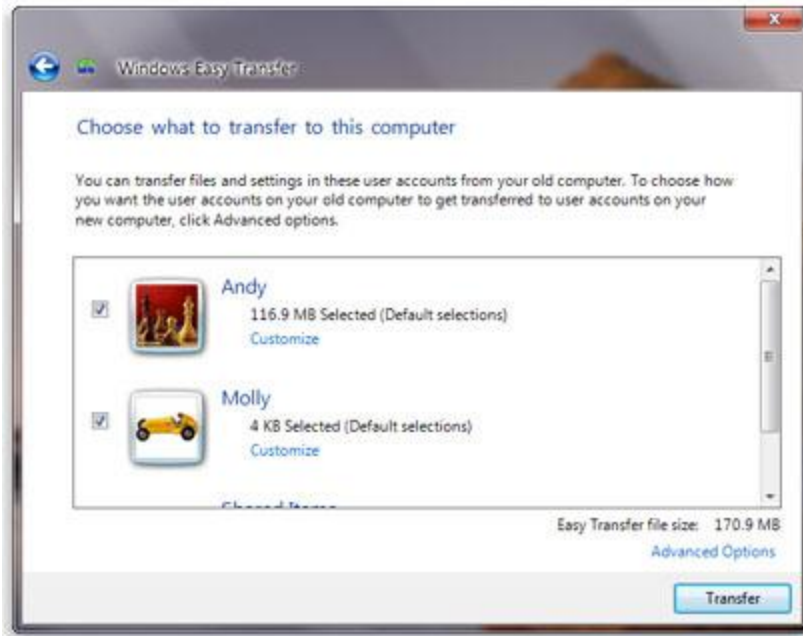 Windows Easy Transfer
Choose what to transfer to this computer
You can transfer files and settings in these user accounts from your old computer. To choose how
you want the user accounts on your old computer to get transferred to user accounts on your
new computer, click Advanced options.
Andy
116.9 MB Selected (Default selections)
Customize
Molly
4 KB Selected (Default selections)
Customize
Shared Items
Easy Transfer file size: 170.9 MB
Advanced Options
Transfer